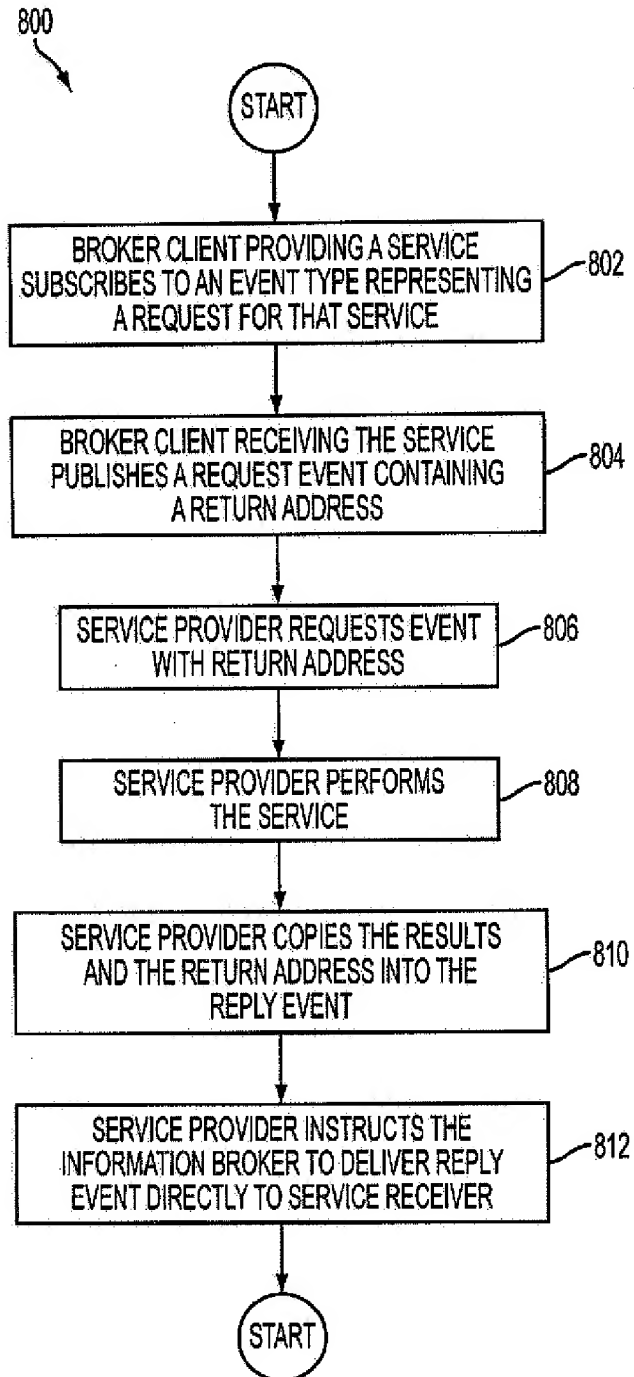 800
START
BROKER CLIENT PROVIDING A SERVICE
SUBSCRIBES TO AN EVENT TYPE REPRESENTING
A REQUEST FOR THAT SERVICE
802
BROKER CLIENT RECEIVING THE SERVICE
PUBLISHES A REQUEST EVENT CONTAINING
A RETURN ADDRESS
804
SERVICE PROVIDER REQUESTS EVENT
WITH RETURN ADDRESS
806
SERVICE PROVIDER PERFORMS
THE SERVICE
808
SERVICE PROVIDER COPIES THE RESULTS
AND THE RETURN ADDRESS INTO THE
REPLY EVENT
810
SERVICE PROVIDER INSTRUCTS THE
INFORMATION BROKER TO DELIVER REPLY
EVENT DIRECTLY TO SERVICE RECEIVER
812
START